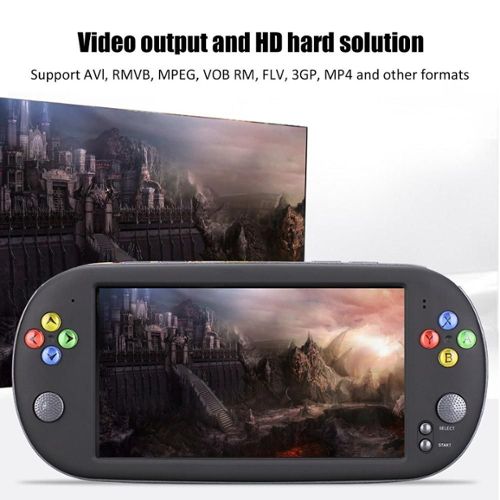 Video output and HD hard solution
Support AVI, RMVB, MPEG, VOB RM, FLV, 3GP, MP4 and other formats
X
Y
A
B
SELECT
START